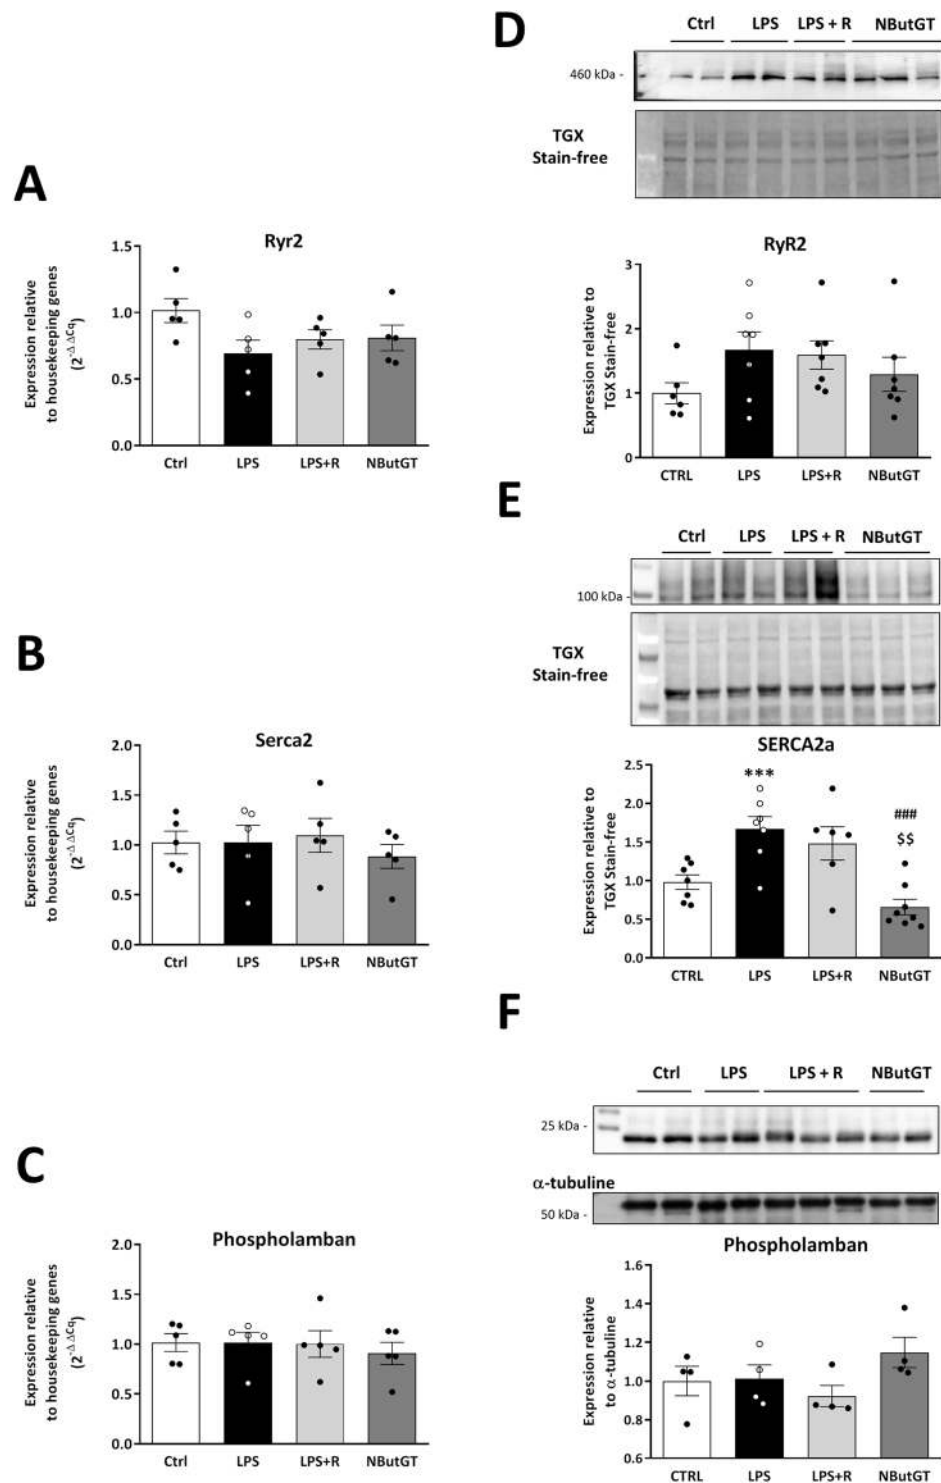 A
Ryr2
Expression relative
to housekeeping genes
(2^-Δ ΔCq)
1.5
1.0
0.5
0.0
Ctrl LPS LPS+R NButGT
B
Serca2
Expression relative
to housekeeping genes
(2^-Δ ΔCq)
2.0
1.5
1.0
0.5
0.0
Ctrl LPS LPS+R NButGT
C
Phospholamban
Expression relative
to housekeeping genes
(2^-Δ ΔCq)
2.0
1.5
1.0
0.5
0.0
Ctrl LPS LPS+R NButGT
D
Ctrl LPS LPS + R NButGT
460 kDa -
TGX
Stain-free
RyR2
Expression relative to
TGX Stain-free
3
2
1
0
CTRL LPS LPS+R NButGT
E
Ctrl LPS LPS + R NButGT
100 kDa -
TGX
Stain-free
SERCA2a
Expression relative to
TGX Stain-free
2.5
2.0
1.5
1.0
0.5
0.0
***
###
$$
CTRL LPS LPS+R NButGT
F
Ctrl LPS LPS + R NButGT
25 kDa -
α-tubuline
50 kDa -
Phospholamban
Expression relative
to α-tubuline
1.6
1.4
1.2
1.0
0.8
0.6
CTRL LPS LPS+R NButGT